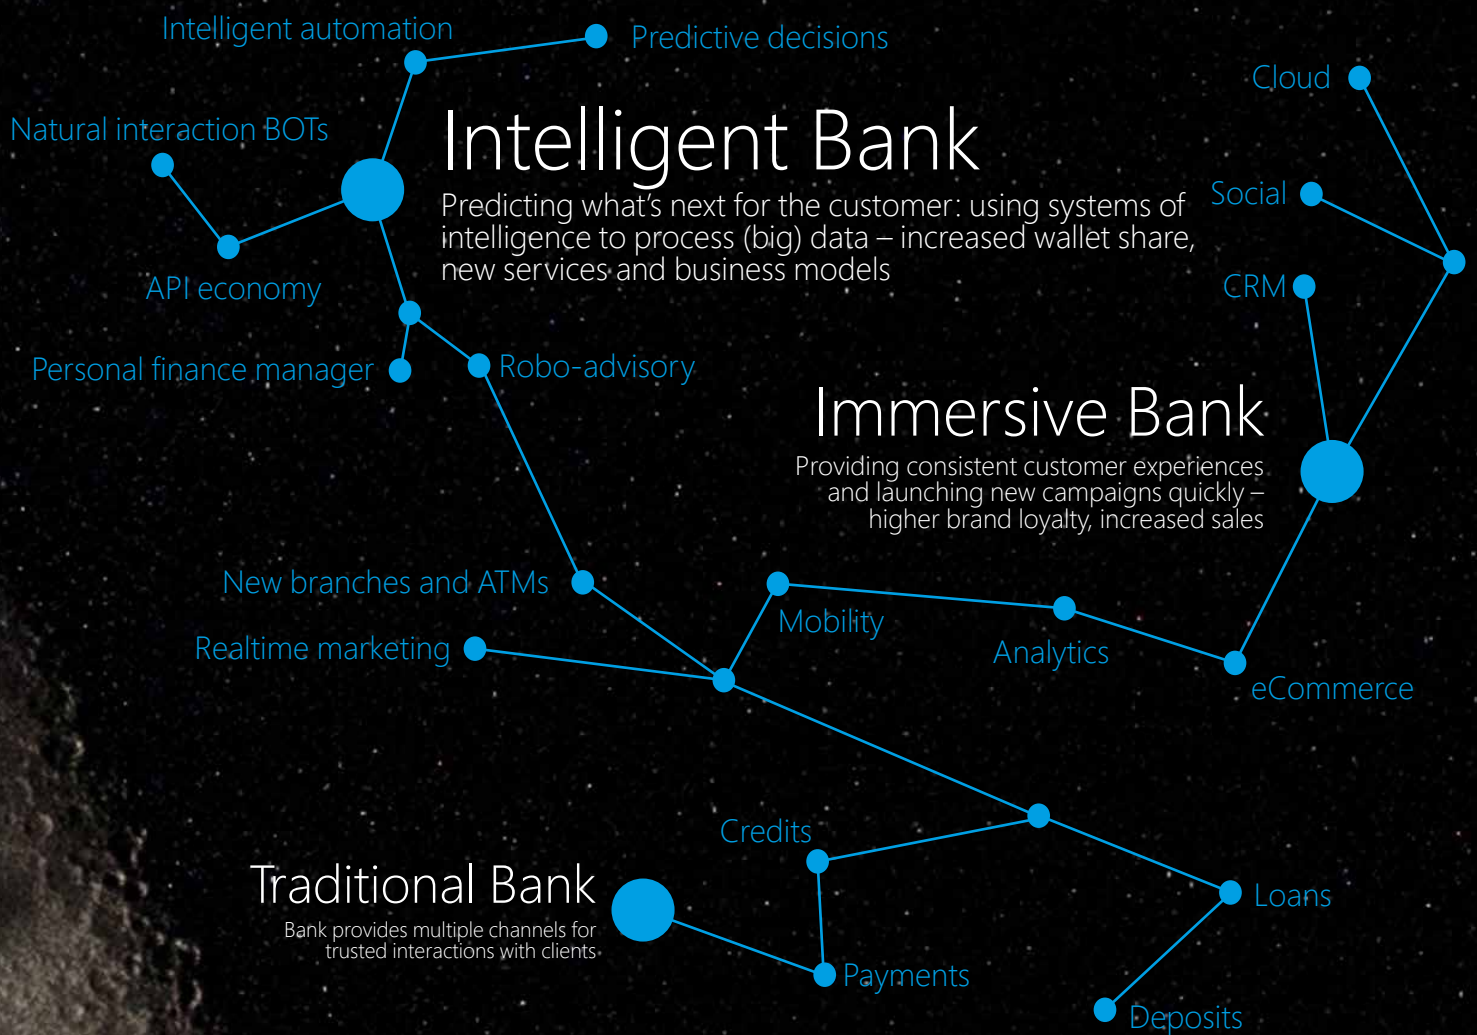 Intelligent automation
Predictive decisions
Cloud
Natural interaction BOTs
Intelligent Bank
Predicting what's next for the customer: using systems of
intelligence to process (big) data – increased wallet share,
new services and business models
Social
API economy
CRM
Personal finance manager
Robo-advisory
Immersive Bank
Providing consistent customer experiences
and launching new campaigns quickly –
higher brand loyalty, increased sales
New branches and ATMs
Mobility
Realtime marketing
Analytics
eCommerce
Credits
Traditional Bank
Bank provides multiple channels for
trusted interactions with clients
Loans
Payments
Deposits